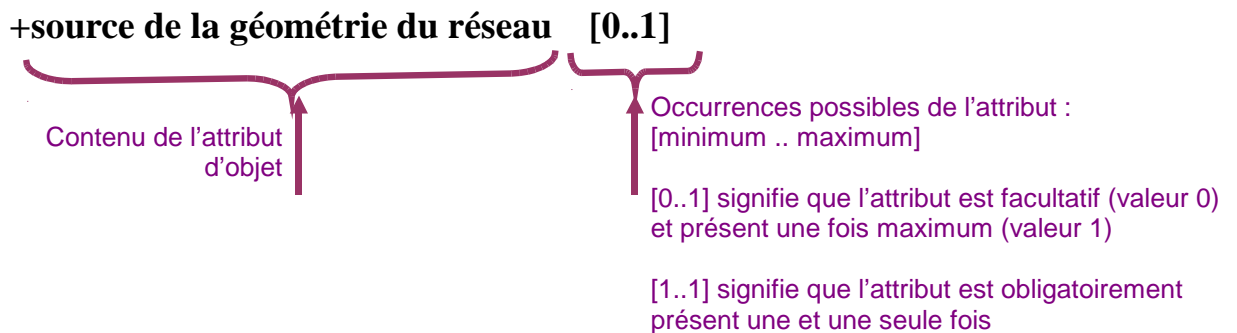 +source de la géométrie du réseau [0..1]
Contenu de l'attribut
d'objet
Occurrences possibles de l'attribut :
[minimum .. maximum]
[0..1] signifie que l'attribut est facultatif (valeur 0)
et présent une fois maximum (valeur 1)
[1..1] signifie que l'attribut est obligatoirement
présent une et une seule fois